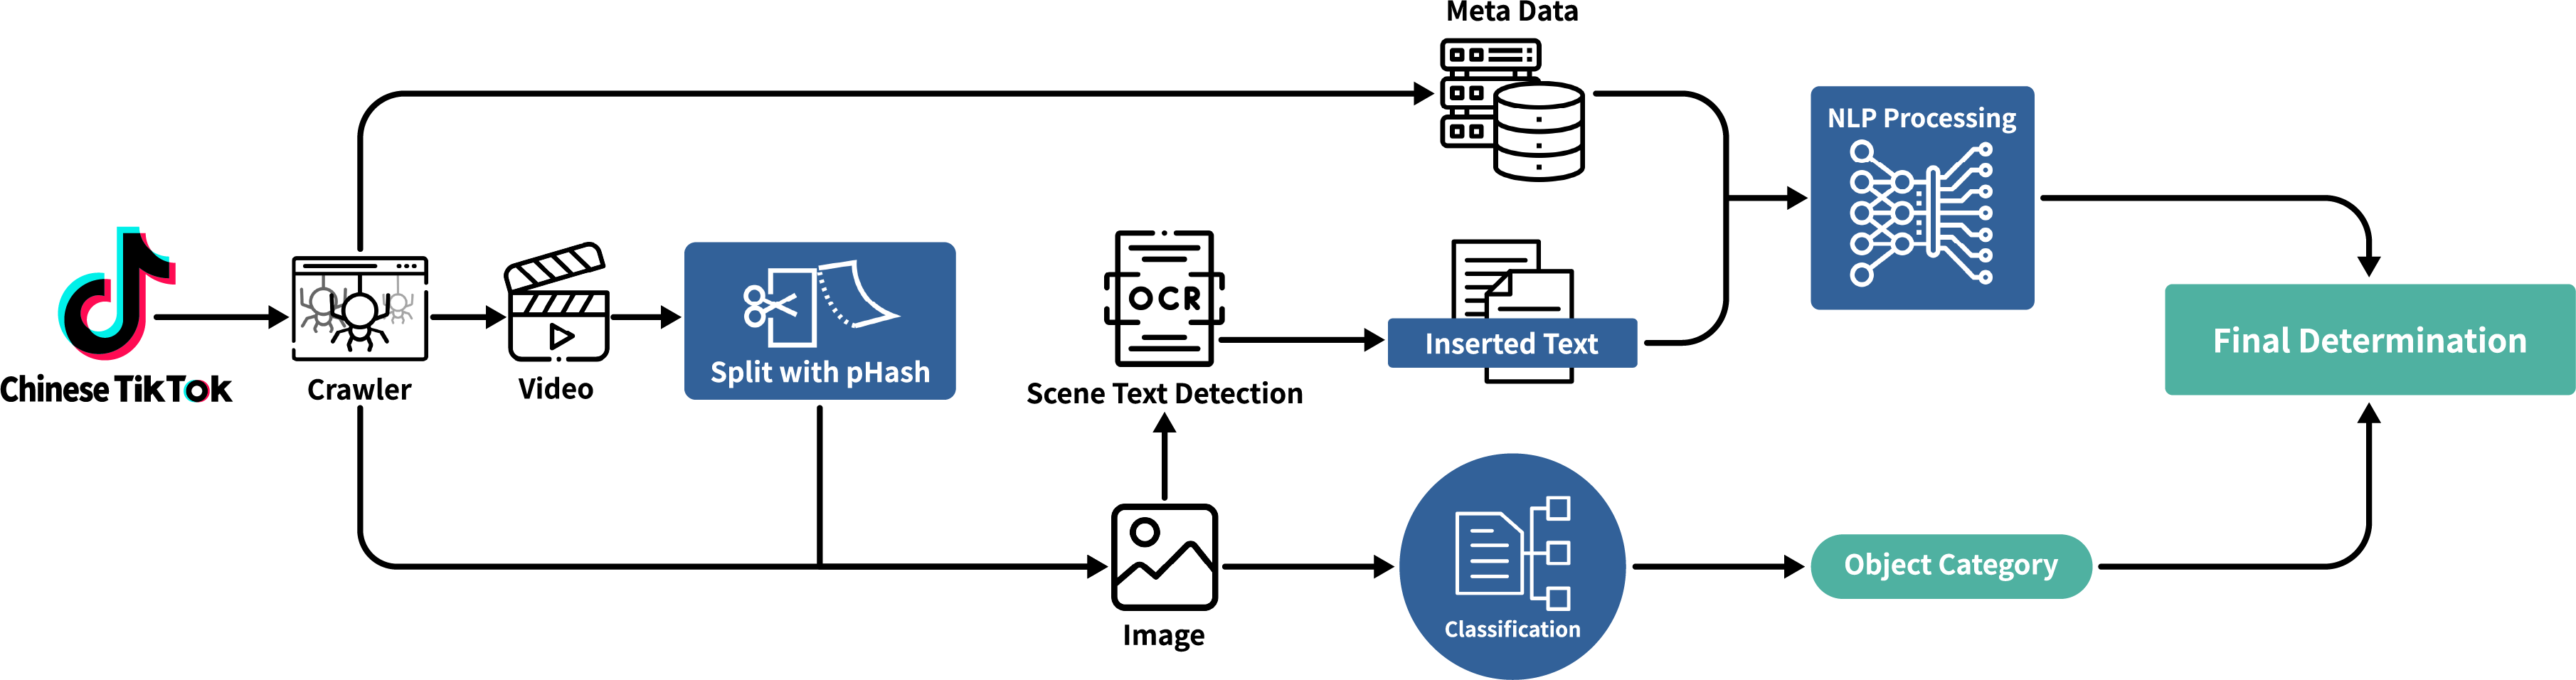 Meta Data
NLP Processing
OCR
Inserted Text
Final Determination
Split with pHash
Chinese TikTok
Crawler
Video
Scene Text Detection
Object Category
Classification
Image